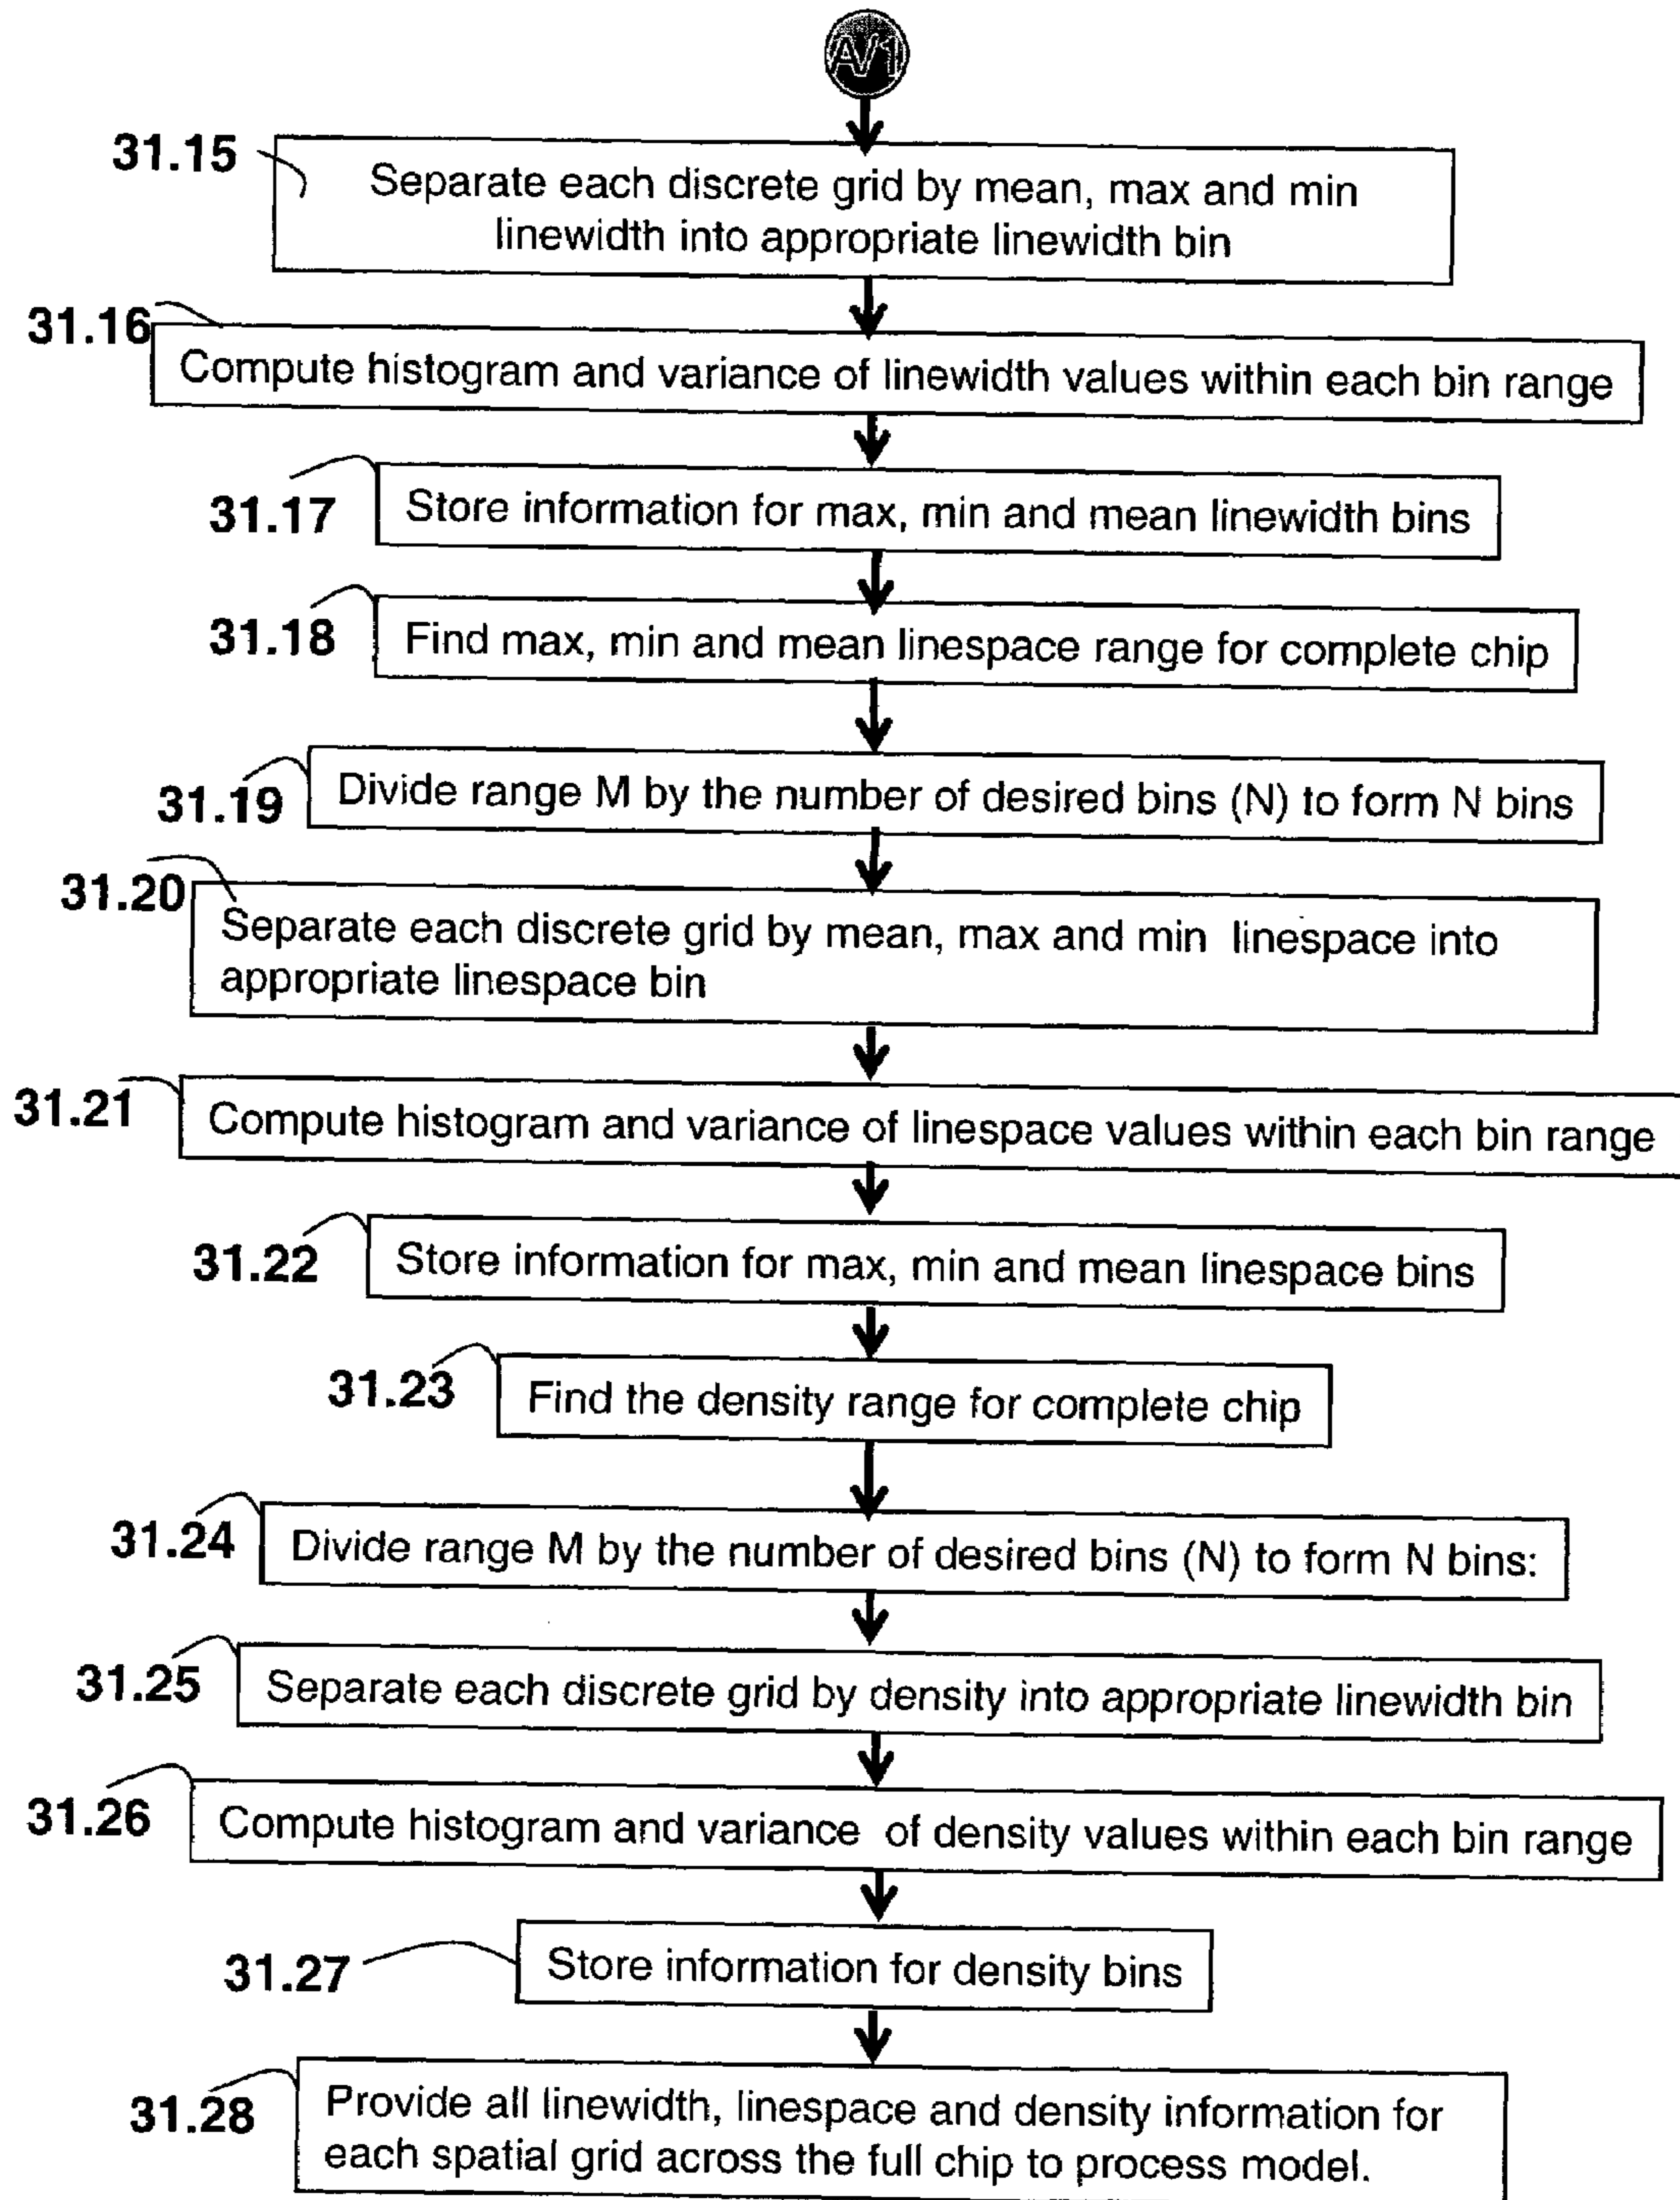 A/1
31.15
Separate each discrete grid by mean, max and min
linewidth into appropriate linewidth bin
31.16
Compute histogram and variance of linewidth values within each bin range
31.17
Store information for max, min and mean linewidth bins
31.18
Find max, min and mean linespace range for complete chip
31.19
Divide range M by the number of desired bins (N) to form N bins
31.20
Separate each discrete grid by mean, max and min linespace into
appropriate linespace bin
31.21
Compute histogram and variance of linespace values within each bin range
31.22
Store information for max, min and mean linespace bins
31.23
Find the density range for complete chip
31.24
Divide range M by the number of desired bins (N) to form N bins:
31.25
Separate each discrete grid by density into appropriate linewidth bin
31.26
Compute histogram and variance of density values within each bin range
31.27
Store information for density bins
31.28
Provide all linewidth, linespace and density information for
each spatial grid across the full chip to process model.